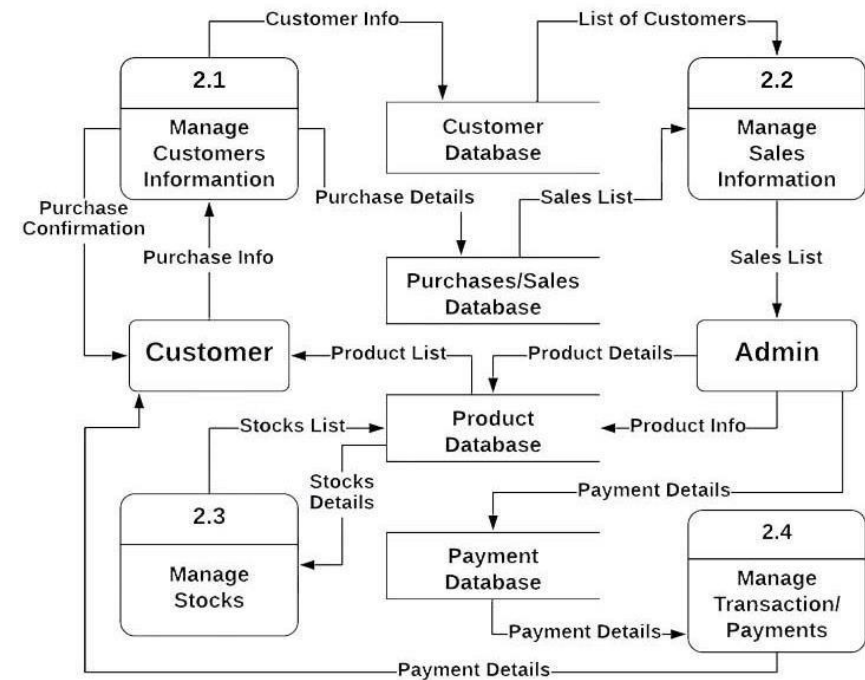 Customer Info
List of Customers
2.1
Manage
Customers
Informantion
Customer
Database
2.2
Manage
Sales
Information
Purchase
Confirmation
Purchase Details
Sales List
Purchase Info
Purchases/Sales
Database
Sales List
Customer
Product List
Product Details
Admin
Stocks List
Product
Database
Product Info
Stocks
Details
Payment Details
2.3
Manage
Stocks
Payment
Database
2.4
Manage
Transaction/
Payments
Payment Details
Payment Details